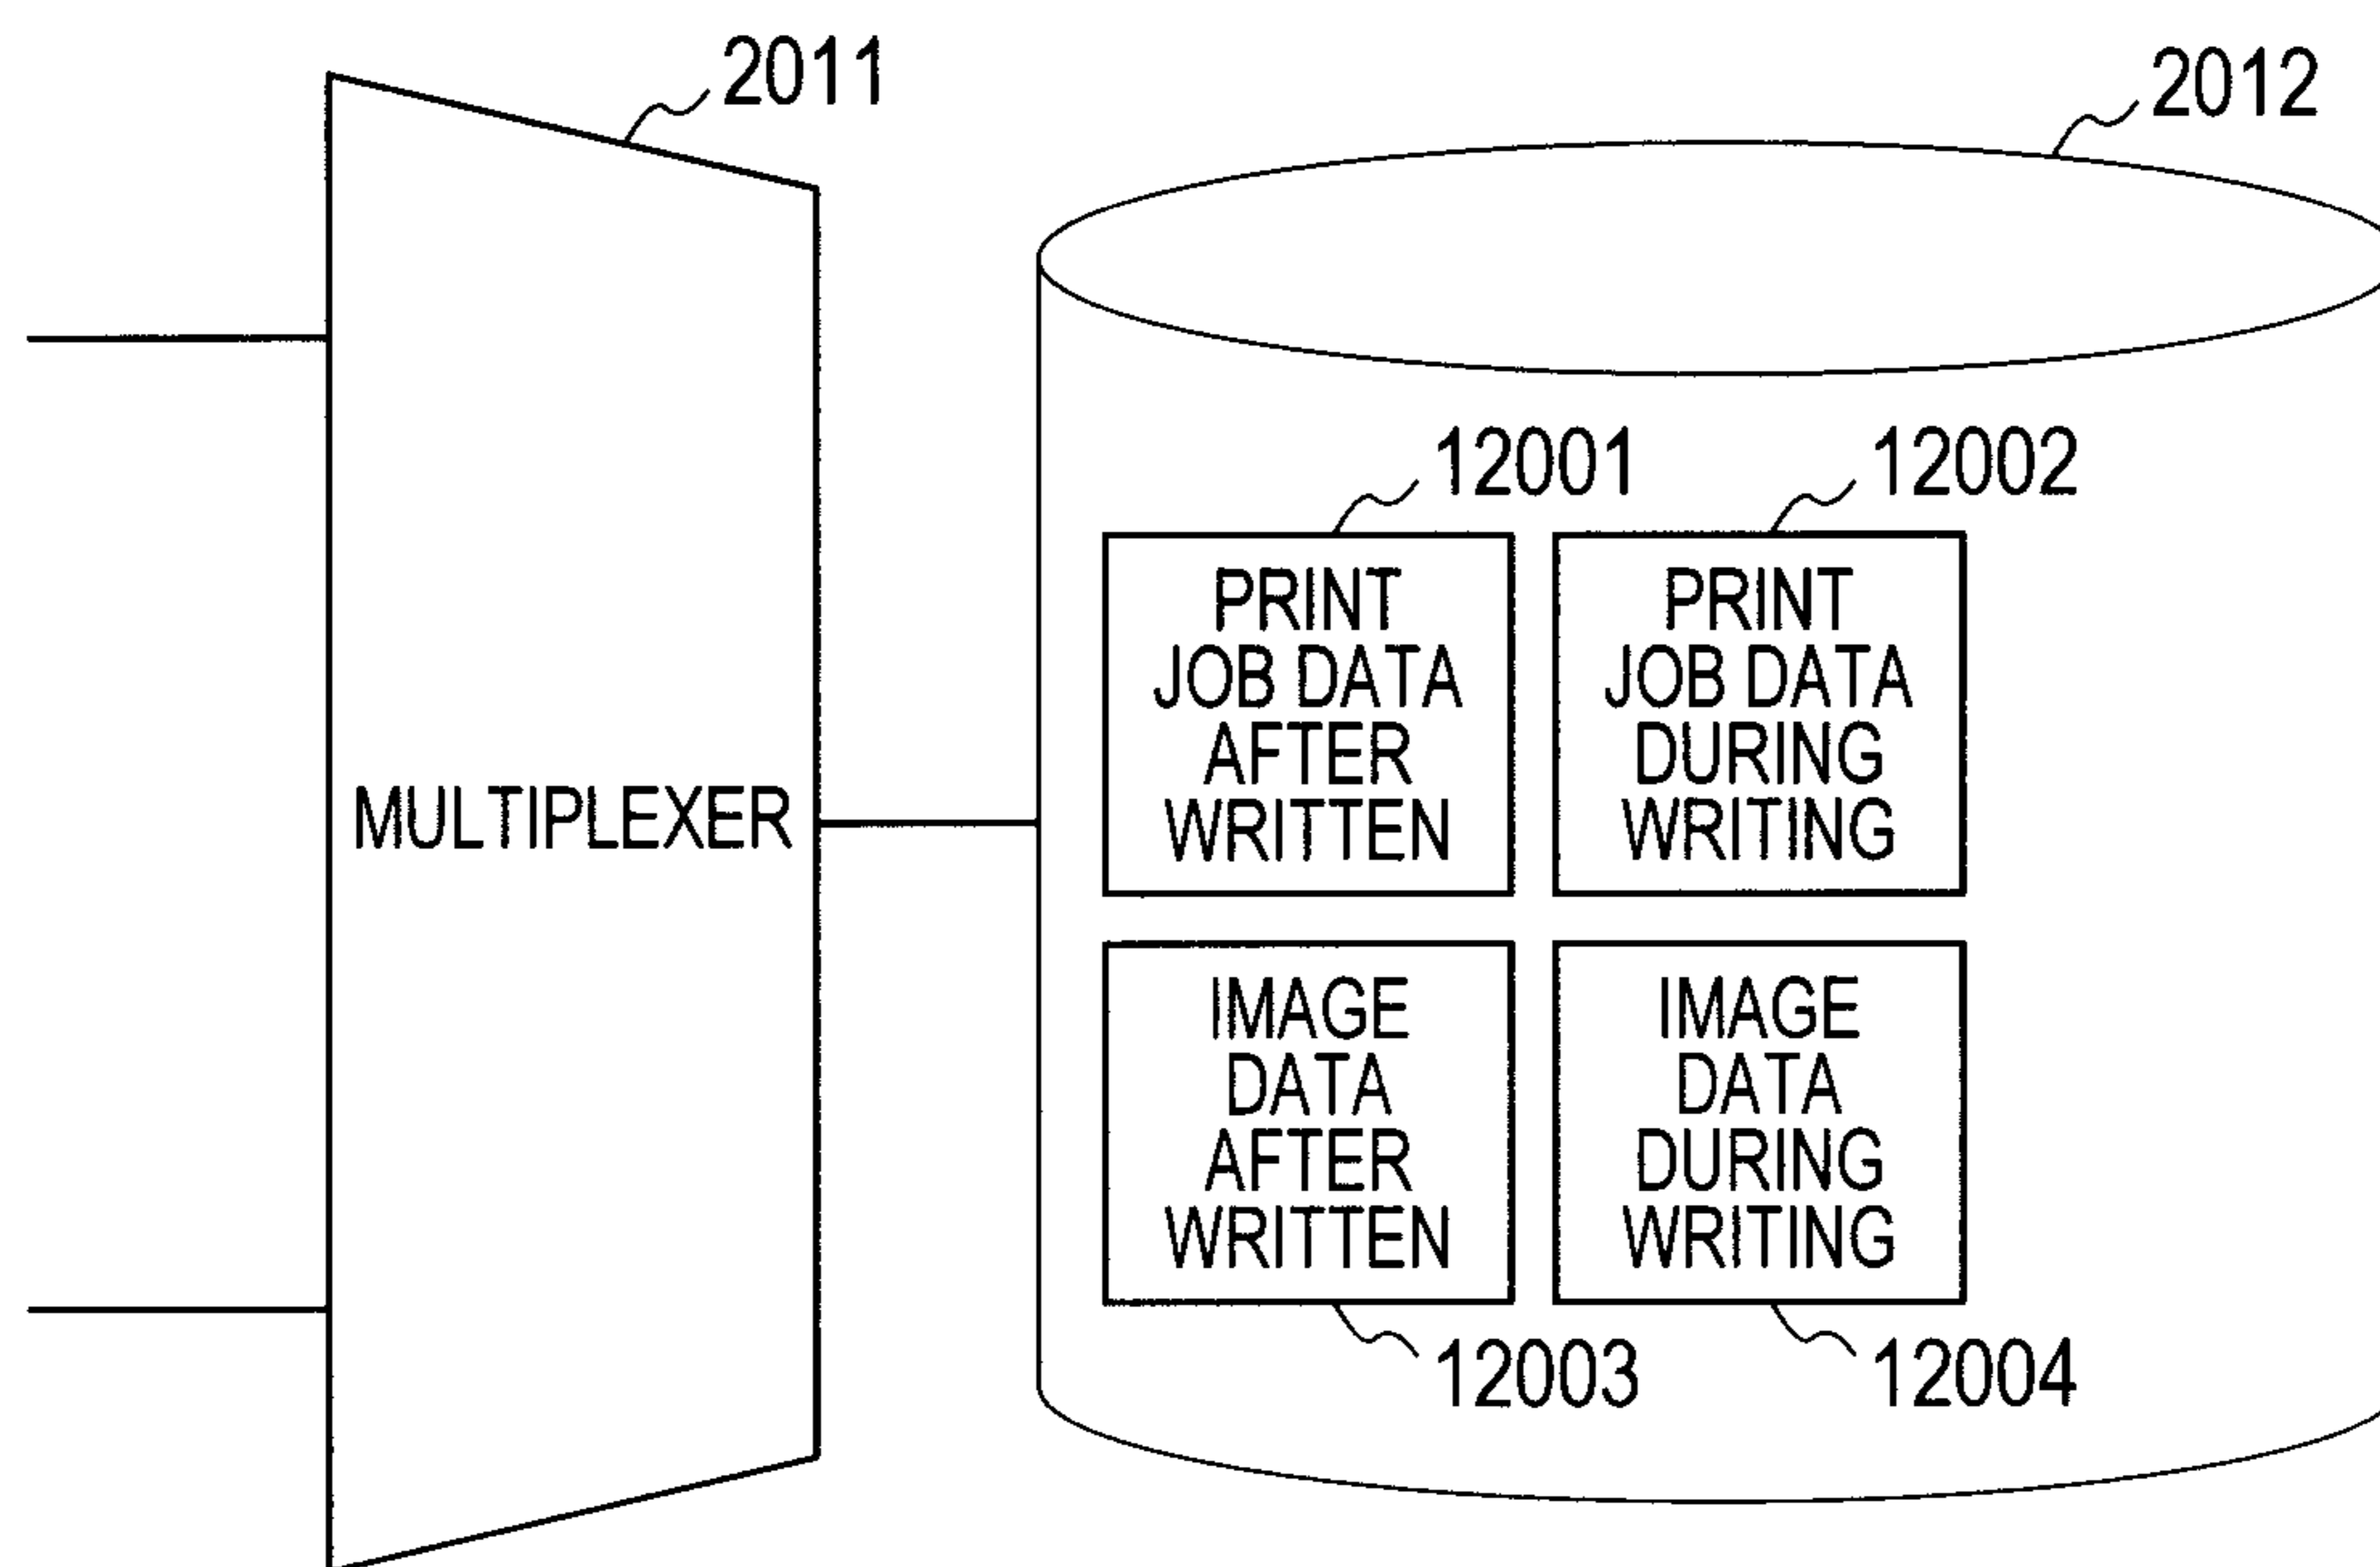 2011
2012
12001
12002
PRINT
JOB DATA
AFTER
WRITTEN
PRINT
JOB DATA
DURING
WRITING
MULTIPLEXER
IMAGE
DATA
AFTER
WRITTEN
IMAGE
DATA
DURING
WRITING
12003
12004